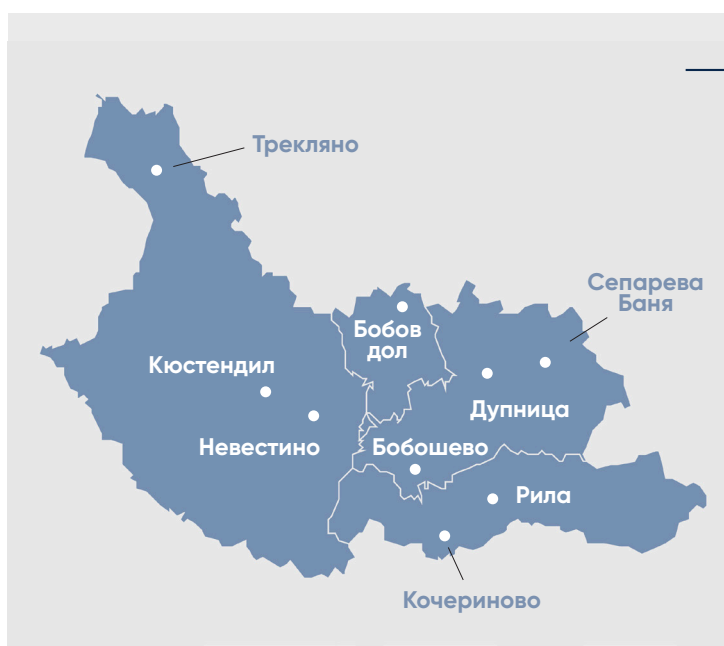 Трекляно
Сепарева
Баня
Бобов
дол
Кюстендил
Дупница
Невестино
Бобошево
Рила
Кочериново